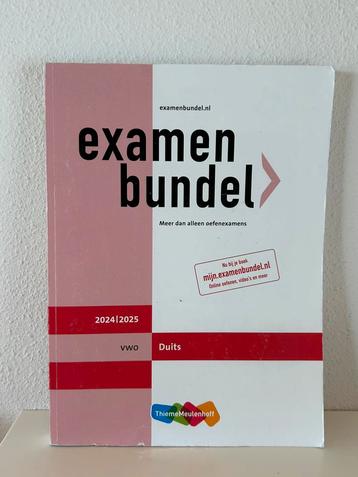 examenbundel.nl
examen
bundel
Meer dan alleen oefenexamens
Nu bij je boek
mijn.examenbundel.nl
Online oefenen, video's en meer
2024|2025
vwo Duits
ThiemeMeulenhoff